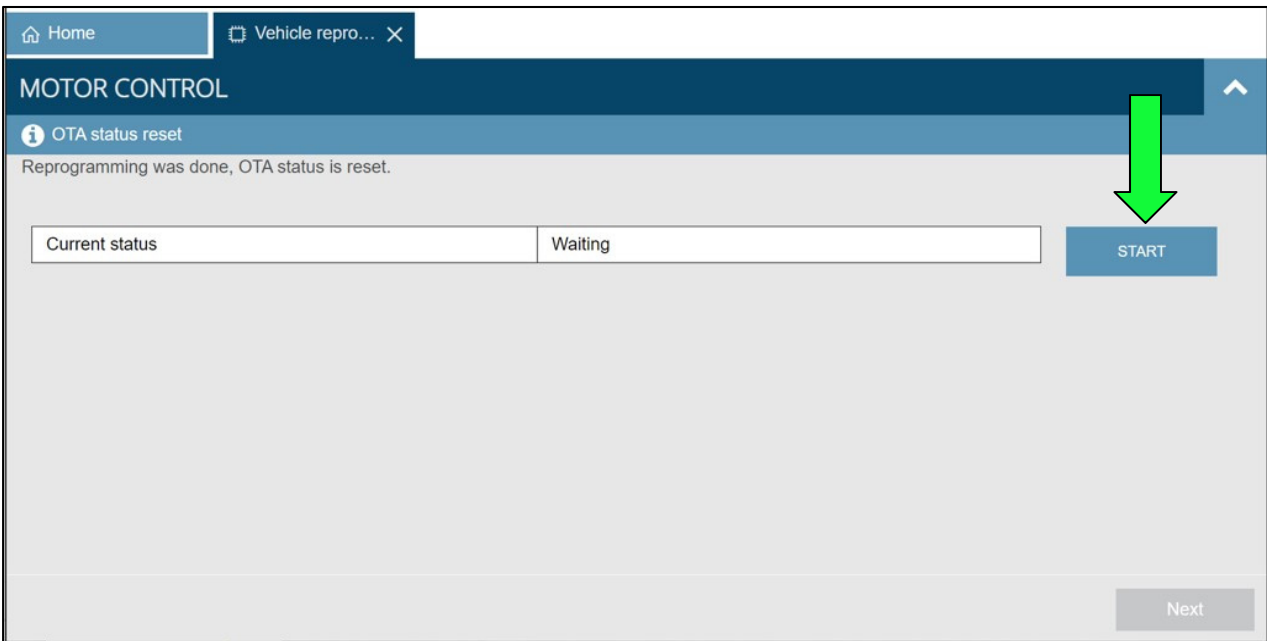 Home
Vehicle repro...
MOTOR CONTROL
OTA status reset
Reprogramming was done, OTA status is reset.
Current status
Waiting
START
Next